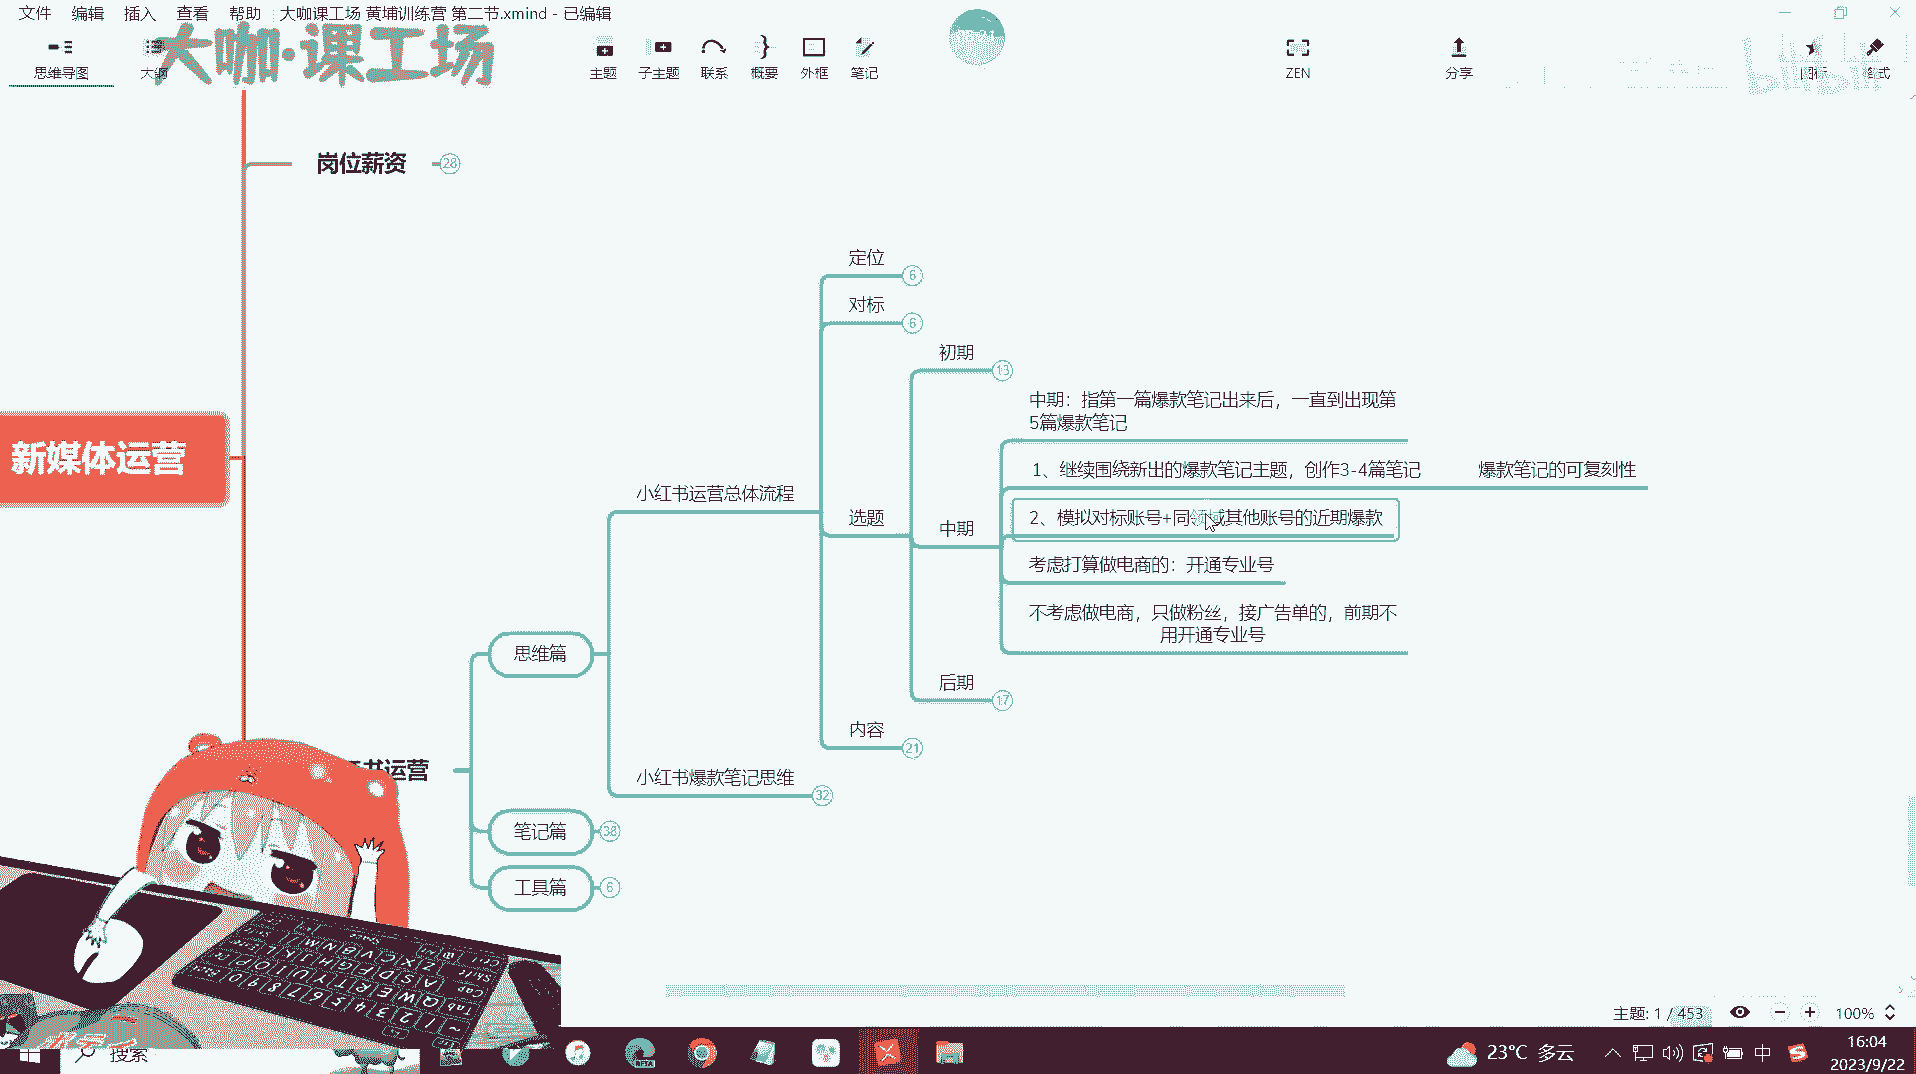 文件 编辑 插入 查看 帮助 大咖课工场 黄埔训练营 第二节.xmind - 已编辑
大咖·课工场
思维导图 大纲 主题 子主题 联系 概要 外框 笔记 ZEN 分享 图标 格式
岗位薪资 28
定位 6
对标 6
初期 13
中期：指第一篇爆款笔记出来后，一直到出现第
5篇爆款笔记
1、继续围绕新出的爆款笔记主题，创作3-4篇笔记 爆款笔记的可复刻性
新媒体运营
小红书运营总体流程
选题
中期
2、模拟对标账号+同领域其他账号的近期爆款
考虑打算做电商的：开通专业号
不考虑做电商，只做粉丝，接广告单的，前期不
用开通专业号
思维篇
后期 17
内容 21
书运营
小红书爆款笔记思维 32
笔记篇 38
工具篇 6
主题: 1 / 453 100%
搜索
BETA
23°C 多云
中
16:04
2023/9/22